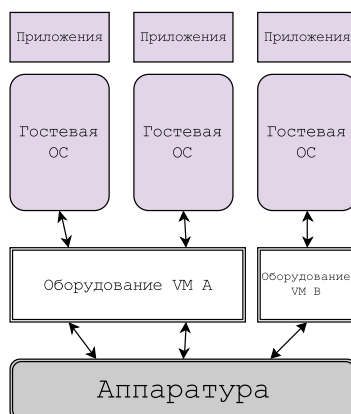 Приложения
Приложения
Приложения
Гостевая
ОС
Гостевая
ОС
Гостевая
ОС
Оборудование VM A
Оборудование
VM B
Аппаратура